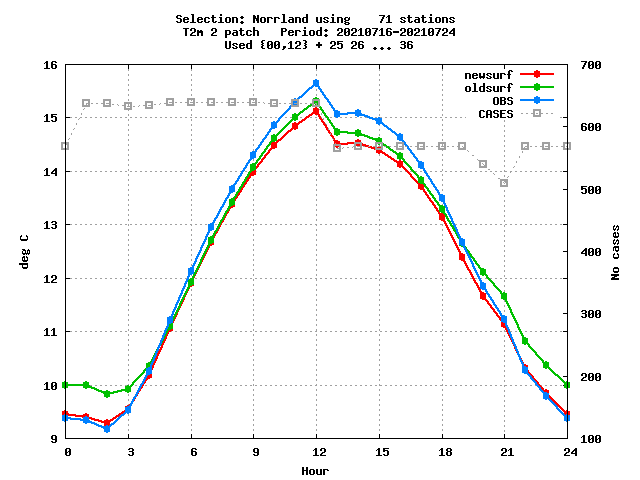 Selection: Norrland using    71 stations
T2m 2 patch   Period: 20210716-20210724
Used {00,12} + 25 26 ... 36
newsurf
oldsurf
OBS
CASES
16
15
14
13
12
11
10
9
700
600
500
400
300
200
100
0
3
6
9
12
15
18
21
24
deg C
No cases
Hour